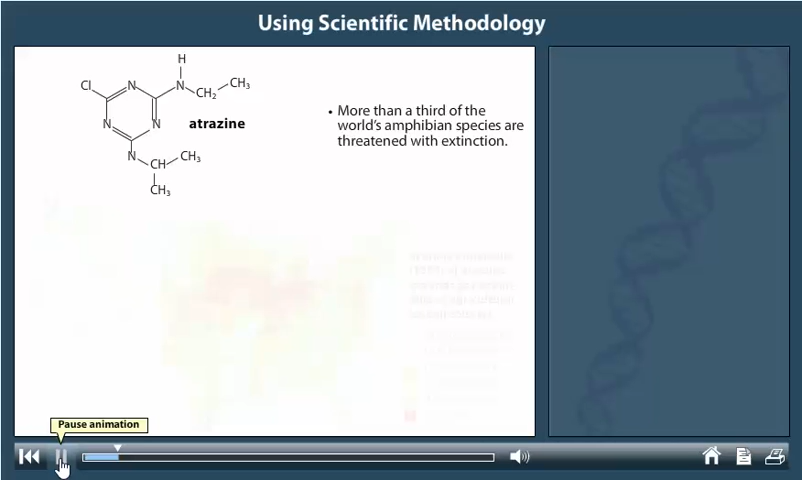 Using Scientific Methodology
H
Cl
N
N
CH3
CH2
N
N
atrazine
N
CH
CH3
CH3
• More than a third of the
world's amphibian species are
threatened with extinction.
Pause animation